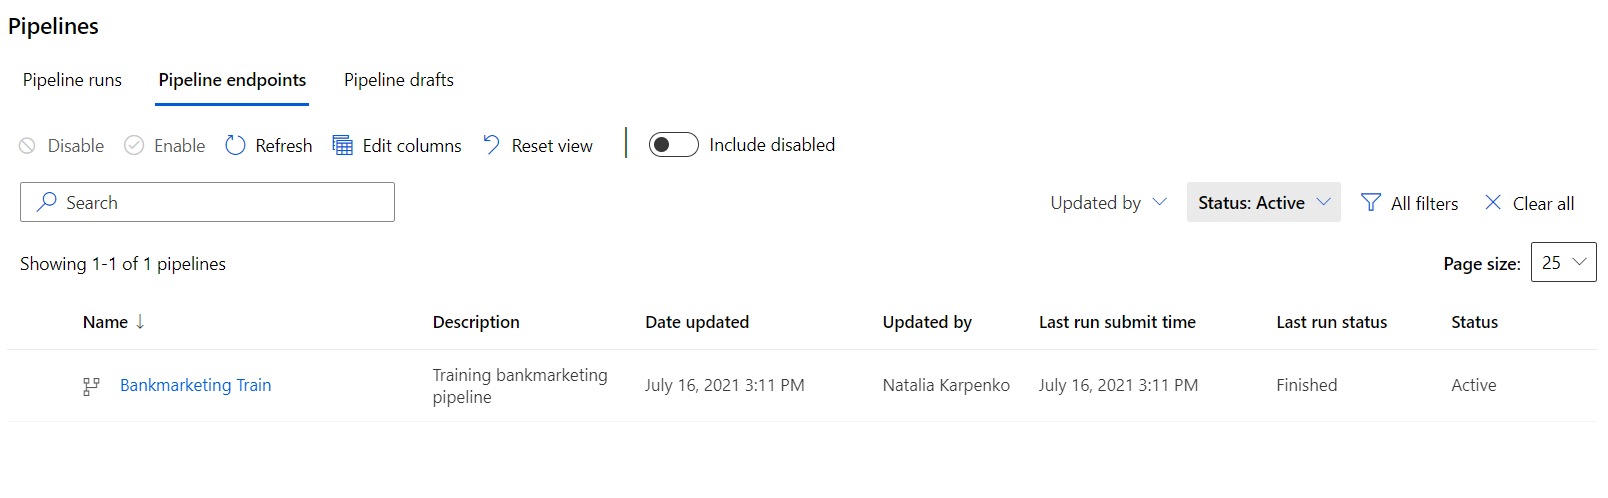 Pipelines
Pipeline runs Pipeline endpoints Pipeline drafts
Disable Enable Refresh Edit columns Reset view Include disabled
Search Updated by Status: Active All filters Clear all
Showing 1-1 of 1 pipelines Page size: 25
Name ↓ Description Date updated Updated by Last run submit time Last run status Status
Bankmarketing Train Training bankmarketing July 16, 2021 3:11 PM Natalia Karpenko July 16, 2021 3:11 PM Finished Active
pipeline